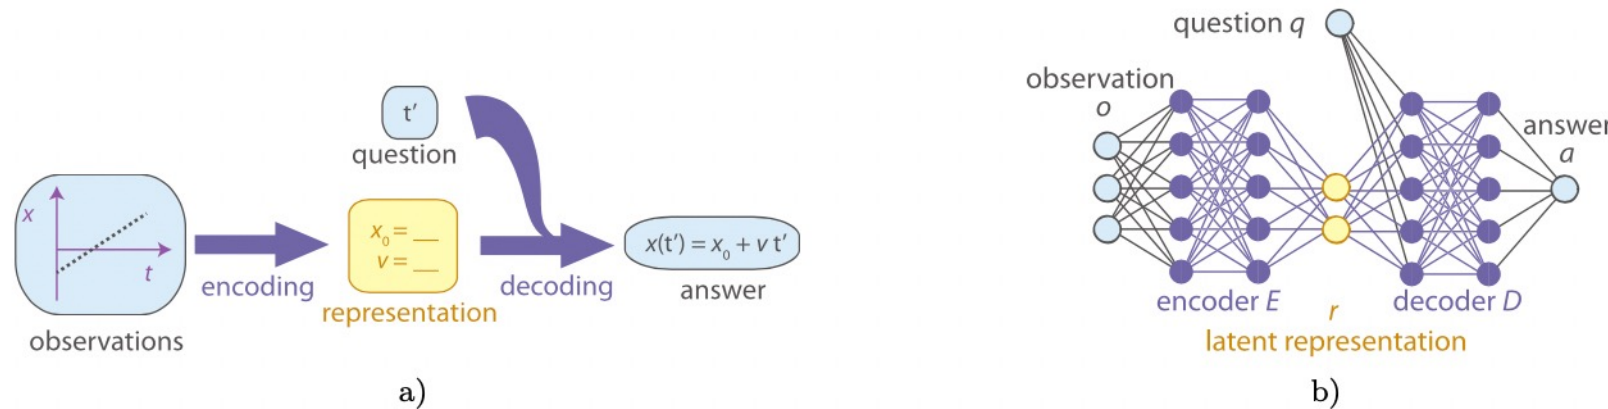 t′
question
x
t
observations
encoding
x₀ = __
v = __
representation
decoding
x(t′) = x₀ + v t′
answer
a)
question q
observation
o
answer
a
encoder E
r
decoder D
latent representation
b)